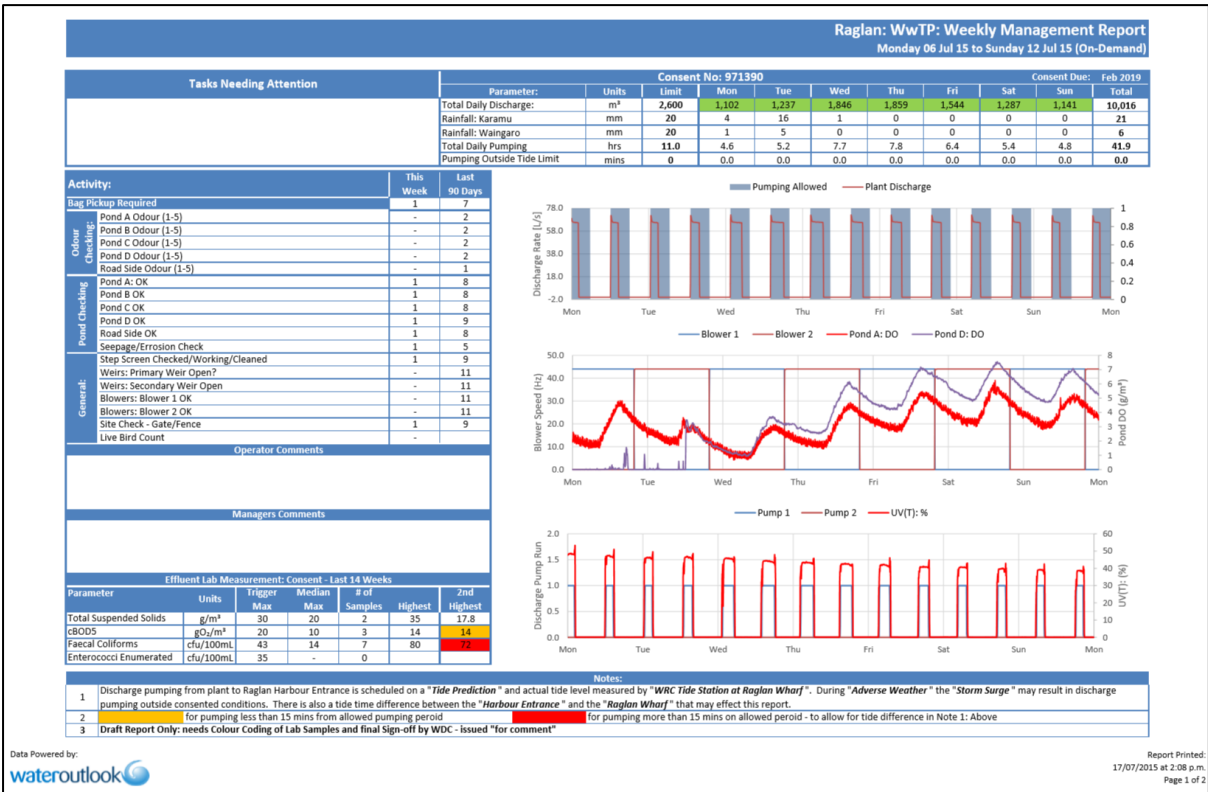 Raglan: WwTP: Weekly Management Report
Monday 06 Jul 15 to Sunday 12 Jul 15 (On-Demand)
Tasks Needing Attention
Consent No: 971390 Consent Due: Feb 2019
Parameter: Units Limit Mon Tue Wed Thu Fri Sat Sun Total
Total Daily Discharge: m³ 2,600 1,102 1,237 1,846 1,859 1,544 1,287 1,141 10,016
Rainfall: Karamu mm 20 4 16 1 0 0 0 0 21
Rainfall: Waingaro mm 20 1 5 0 0 0 0 0 6
Total Daily Pumping hrs 11.0 4.6 5.2 7.7 7.8 6.4 5.4 4.8 41.9
Pumping Outside Tide Limit mins 0 0.0 0.0 0.0 0.0 0.0 0.0 0.0 0.0
Activity: This Week Last 90 Days
Bag Pickup Required 1 7
Odour Checking:
Pond A Odour (1-5) - 2
Pond B Odour (1-5) - 2
Pond C Odour (1-5) - 2
Pond D Odour (1-5) - 2
Road Side Odour (1-5) - 1
Pond Checking
Pond A: OK 1 8
Pond B OK 1 8
Pond C OK 1 8
Pond D OK 1 9
Road Side OK 1 8
Seepage/Errosion Check 1 5
General:
Step Screen Checked/Working/Cleaned 1 9
Weirs: Primary Weir Open? - 11
Weirs: Secondary Weir Open - 11
Blowers: Blower 1 OK - 11
Blowers: Blower 2 OK - 11
Site Check - Gate/Fence 1 9
Live Bird Count -
Operator Comments
Managers Comments
Effluent Lab Measurement: Consent - Last 14 Weeks
Parameter Units Trigger Max Median Max # of Samples Highest 2nd Highest
Total Suspended Solids g/m³ 30 20 2 35 17.8
cBOD5 gO₂/m³ 20 10 3 14 14
Faecal Coliforms cfu/100mL 43 14 7 80 72
Enterococci Enumerated cfu/100mL 35 - 0
Pumping Allowed Plant Discharge
Discharge Rate [L/s]
78.0 1
58.0 0.8
38.0 0.6
18.0 0.4
-2.0 0.2
0
Mon Tue Wed Thu Fri Sat Sun Mon
Blower 1 Blower 2 Pond A: DO Pond D: DO
Blower Speed (Hz)
Pond DO (g/m³)
50.0 8
40.0 7
30.0 6
20.0 5
10.0 4
0.0 3
2
1
0
Mon Tue Wed Thu Fri Sat Sun Mon
Pump 1 Pump 2 UV(T): %
Discharge Pump Run
UV(T): (%)
2.0 60
1.5 50
1.0 40
0.5 30
0.0 20
10
0
Mon Tue Wed Thu Fri Sat Sun Mon
Notes:
1 Discharge pumping from plant to Raglan Harbour Entrance is scheduled on a "Tide Prediction" and actual tide level measured by "WRC Tide Station at Raglan Wharf". During "Adverse Weather" the "Storm Surge" may result in discharge
pumping outside consented conditions. There is also a tide time difference between the "Harbour Entrance" and the "Raglan Wharf" that may effect this report.
2 for pumping less than 15 mins from allowed pumping peroid for pumping more than 15 mins on allowed peroid - to allow for tide difference in Note 1: Above
3 Draft Report Only: needs Colour Coding of Lab Samples and final Sign-off by WDC - issued "for comment"
Data Powered by:
wateroutlook
Report Printed:
17/07/2015 at 2:08 p.m.
Page 1 of 2